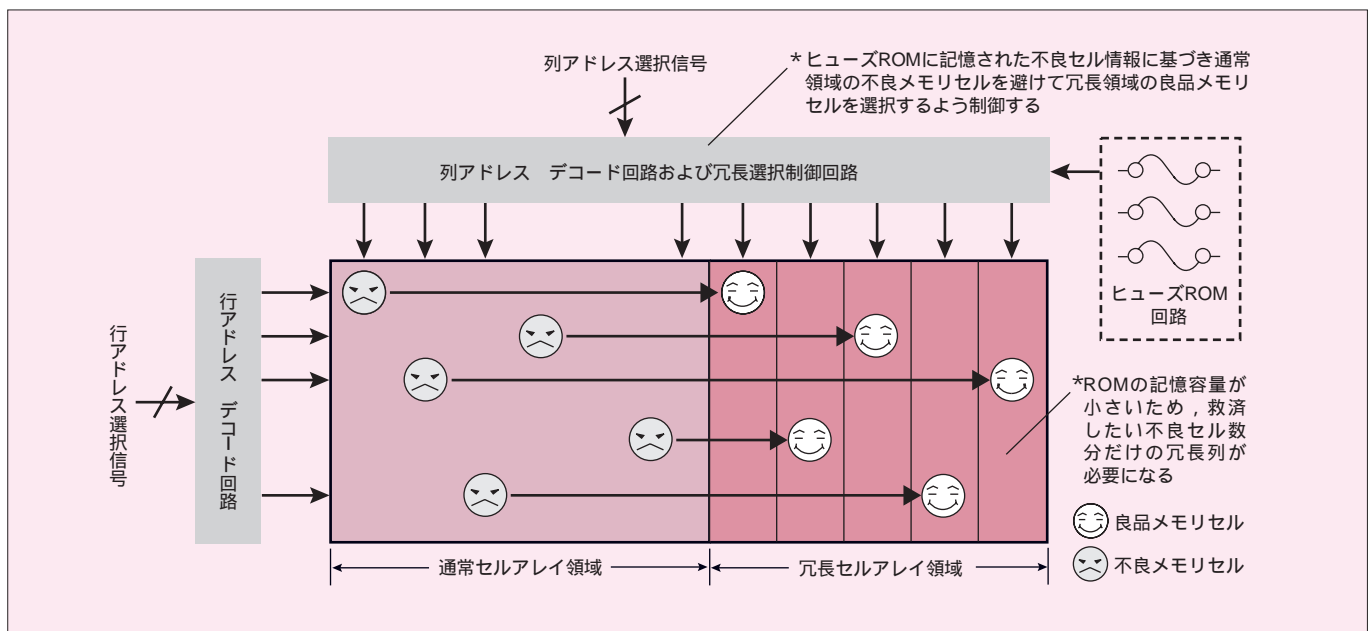 列アドレス選択信号
*ヒューズROMに記憶された不良セル情報に基づき通常
領域の不良メモリセルを避けて冗長領域の良品メモリ
セルを選択するよう制御する
列アドレス　デコード回路および冗長選択制御回路
ヒューズROM
回路
行アドレス選択信号
行アドレス　デコード回路
*ROMの記憶容量が
小さいため，救済
したい不良セル数
分だけの冗長列が
必要になる
良品メモリセル
不良メモリセル
通常セルアレイ領域
冗長セルアレイ領域